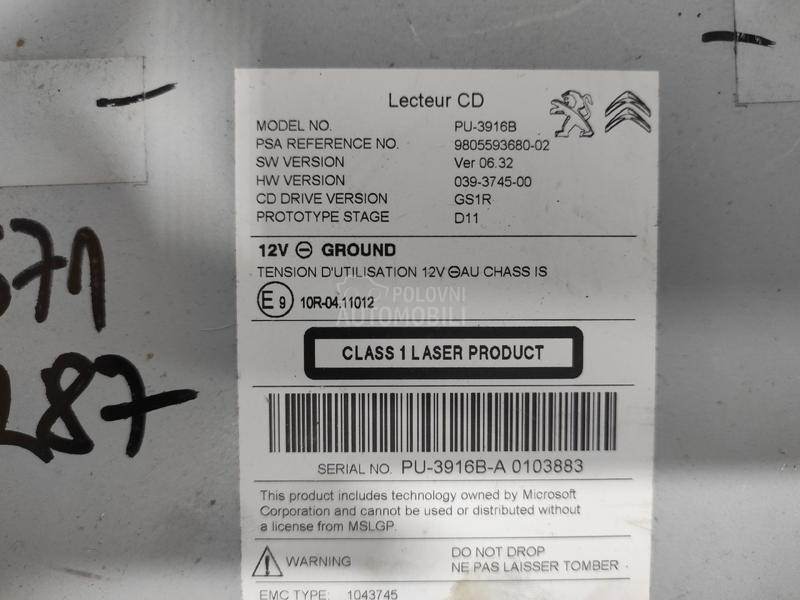 Lecteur CD
MODEL NO. PU-3916B
PSA REFERENCE NO. 9805593680-02
SW VERSION Ver 06.32
HW VERSION 039-3745-00
CD DRIVE VERSION GS1R
PROTOTYPE STAGE D11
12V ⊖ GROUND
TENSION D'UTILISATION 12V ⊖AU CHASS IS
E 9 10R-04.11012
POLOVNI
AUTOMOBILI
CLASS 1 LASER PRODUCT
SERIAL NO. PU-3916B-A 0103883
This product includes technology owned by Microsoft
Corporation and cannot be used or distributed without
a license from MSLGP.
WARNING DO NOT DROP
NE PAS LAISSER TOMBER
EMC TYPE: 1043745
571
287